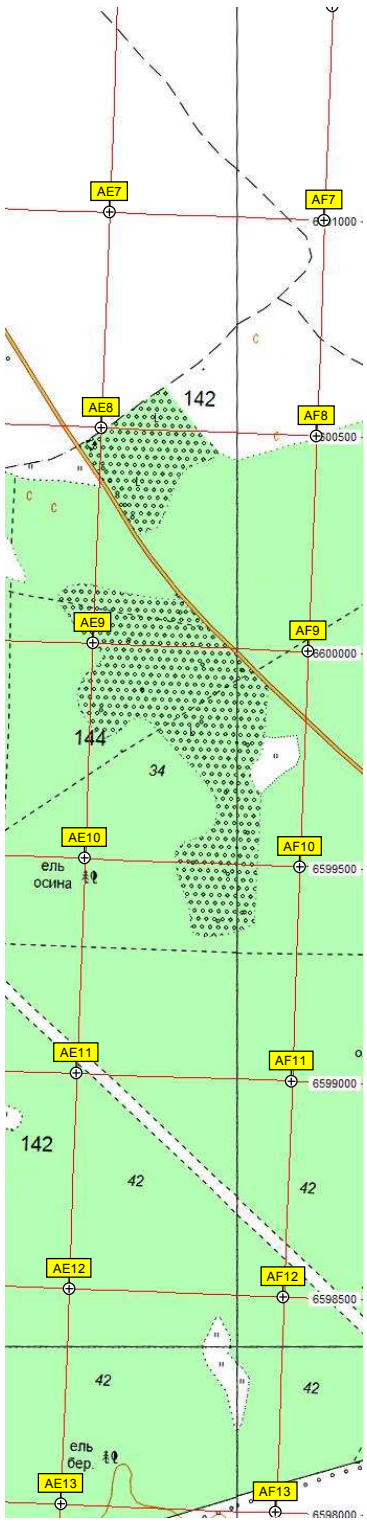 AE7
AF7
6601000
с
142
AE8
AF8
с
6600500
с
с
AE9
AF9
6600000
144
34
AE10
AF10
6599500
ель
осина
AE11
AF11
6599000
142
42
42
AE12
AF12
6598500
42
42
ель
бер.
AE13
AF13
6598000